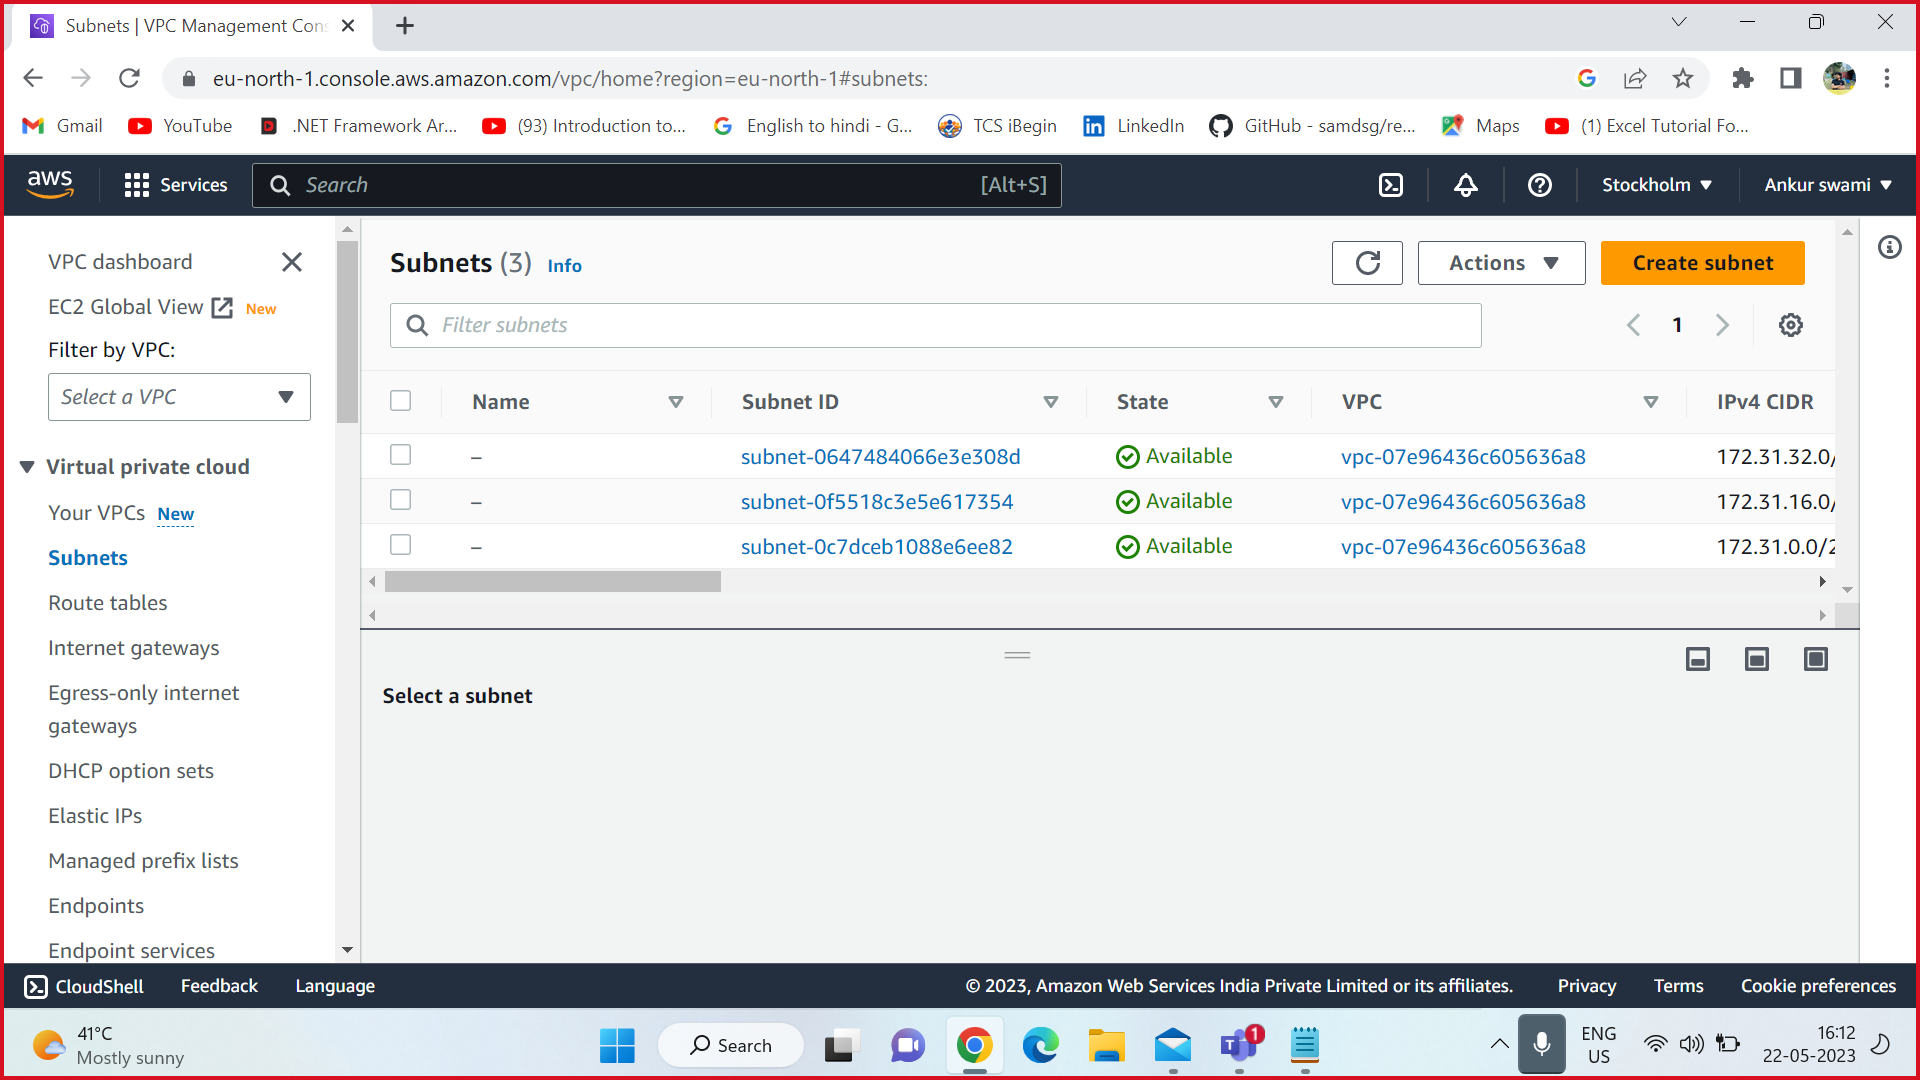 Subnets | VPC Management Con
eu-north-1.console.aws.amazon.com/vpc/home?region=eu-north-1#subnets:
Gmail
YouTube
.NET Framework Ar...
(93) Introduction to...
English to hindi - G...
TCS iBegin
LinkedIn
GitHub - samdsg/re...
Maps
(1) Excel Tutorial Fo...
aws
Services
Search
[Alt+S]
Stockholm
Ankur swami
VPC dashboard
EC2 Global View New
Filter by VPC:
Select a VPC
Virtual private cloud
Your VPCs New
Subnets
Route tables
Internet gateways
Egress-only internet
gateways
DHCP option sets
Elastic IPs
Managed prefix lists
Endpoints
Endpoint services
Subnets (3) Info
Actions
Create subnet
Filter subnets
1
Name Subnet ID State VPC IPv4 CIDR
– subnet-0647484066e3e308d Available vpc-07e96436c605636a8 172.31.32.0/
– subnet-0f5518c3e5e617354 Available vpc-07e96436c605636a8 172.31.16.0/
– subnet-0c7dceb1088e6ee82 Available vpc-07e96436c605636a8 172.31.0.0/2
Select a subnet
CloudShell Feedback Language © 2023, Amazon Web Services India Private Limited or its affiliates. Privacy Terms Cookie preferences
41°C
Mostly sunny
Search
T
1
ENG
US
16:12
22-05-2023